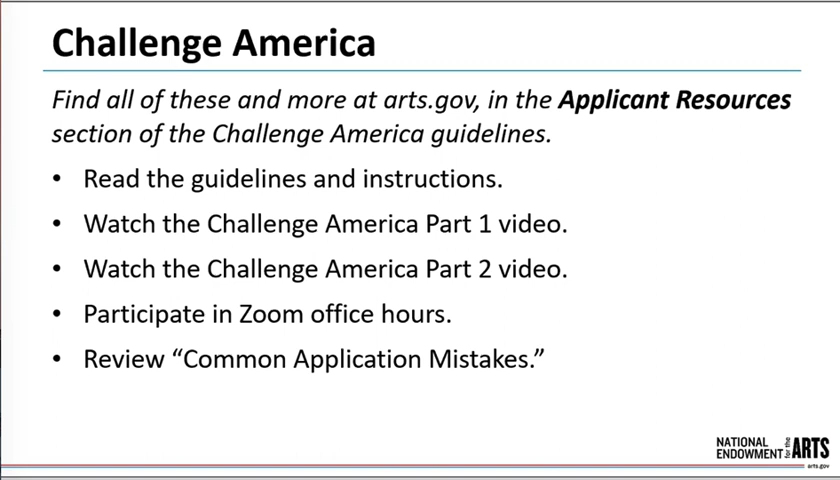 Challenge America
Find all of these and more at arts.gov, in the Applicant Resources
section of the Challenge America guidelines.
• Read the guidelines and instructions.
• Watch the Challenge America Part 1 video.
• Watch the Challenge America Part 2 video.
• Participate in Zoom office hours.
• Review “Common Application Mistakes.”
NATIONAL
ENDOWMENT for the ARTS
arts.gov